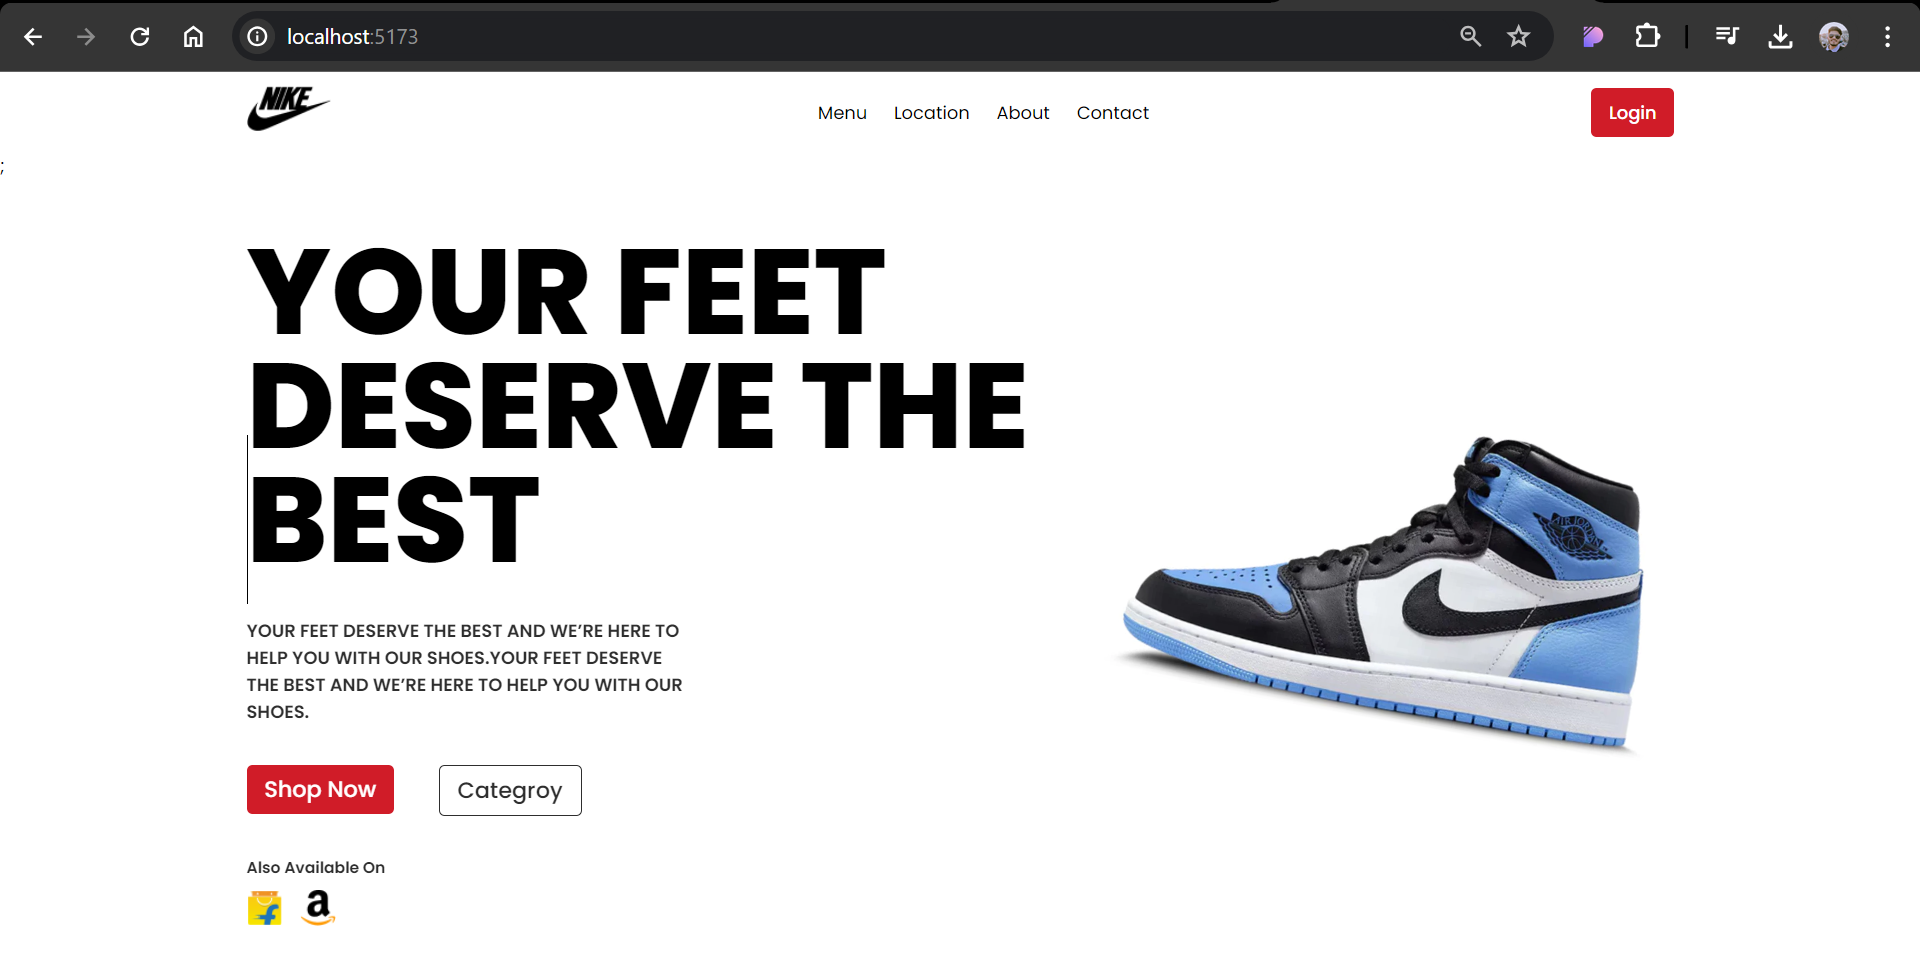 localhost:5173
NIKE
Menu Location About Contact
Login
;
YOUR FEET
DESERVE THE
BEST
YOUR FEET DESERVE THE BEST AND WE’RE HERE TO
HELP YOU WITH OUR SHOES.YOUR FEET DESERVE
THE BEST AND WE’RE HERE TO HELP YOU WITH OUR
SHOES.
Shop Now
Categroy
Also Available On